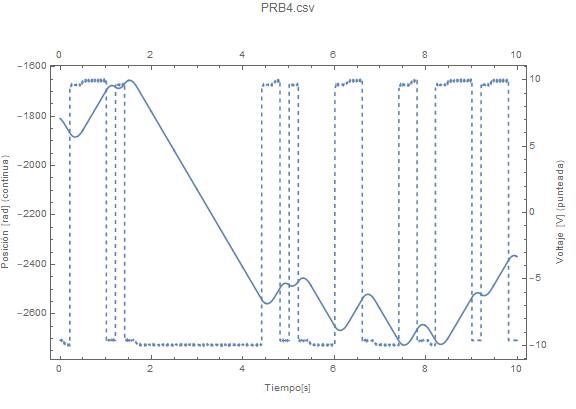 PRB4.csv
0 2 4 6 8 10
-1600
-1800
-2000
-2200
-2400
-2600
Posición [rad] (continua)
10
5
0
-5
-10
Voltaje [V] (punteada)
0 2 4 6 8 10
Tiempo[s]